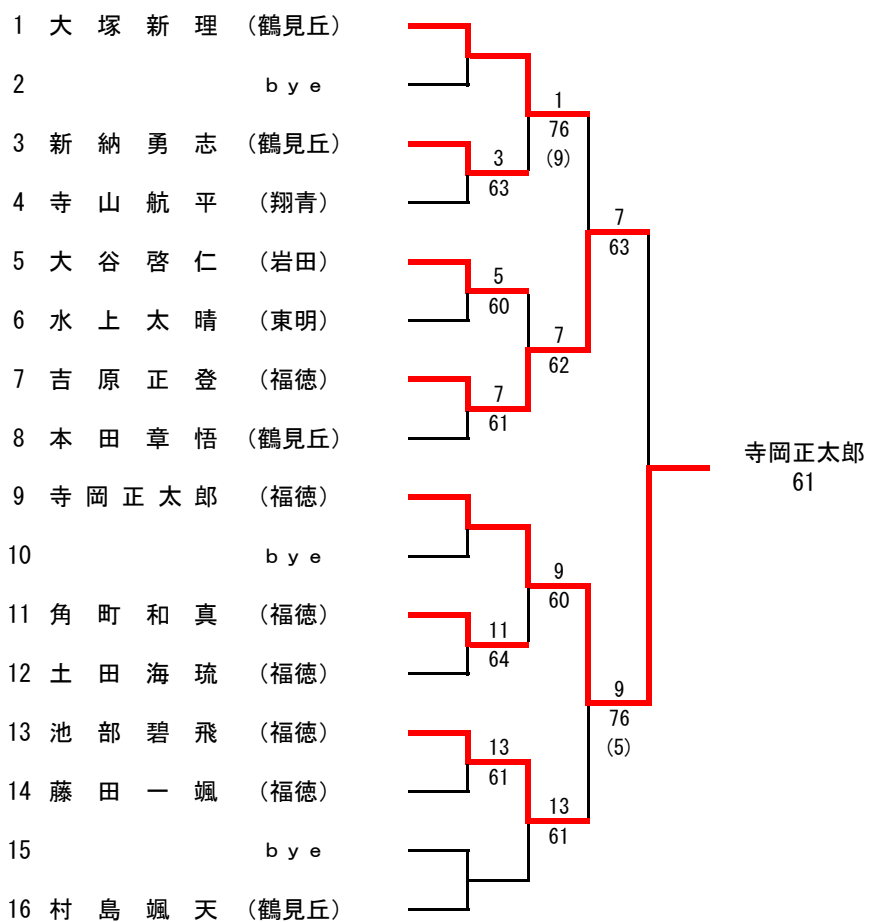 1 大塚新理 (鶴見丘)
2 bye
3 新納勇志 (鶴見丘)
4 寺山航平 (翔青)
5 大谷啓仁 (岩田)
6 水上太晴 (東明)
7 吉原正登 (福徳)
8 本田章悟 (鶴見丘)
9 寺岡正太郎 (福徳)
10 bye
11 角町和真 (福徳)
12 土田海琉 (福徳)
13 池部碧飛 (福徳)
14 藤田一颯 (福徳)
15 bye
16 村島颯天 (鶴見丘)
3
63
5
60
7
61
11
64
13
61
1
76
(9)
7
62
9
60
13
61
7
63
9
76
(5)
寺岡正太郎
61